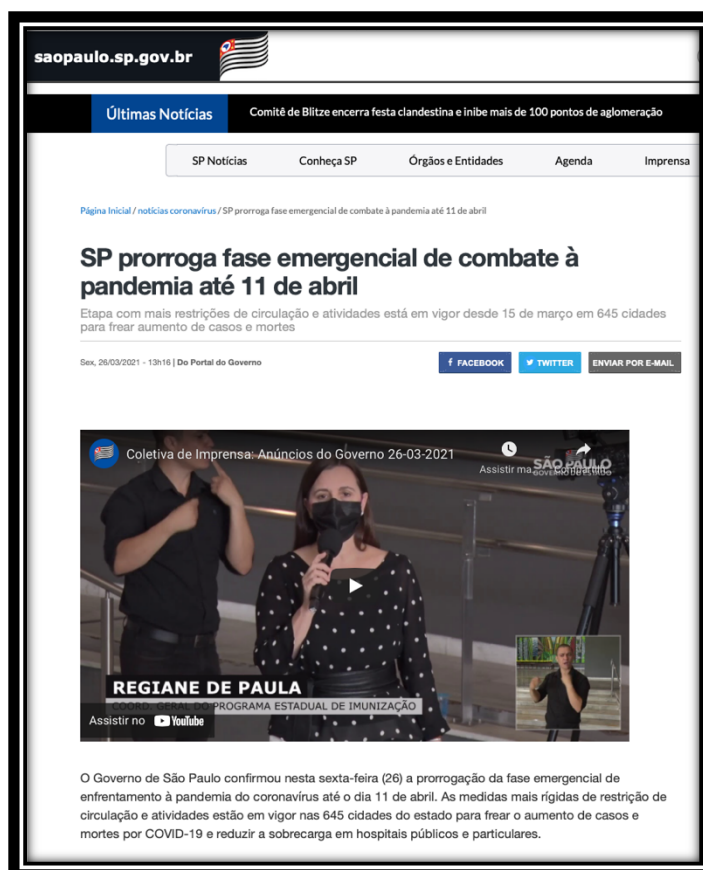 saopaulo.sp.gov.br
Últimas Notícias
Comitê de Blitze encerra festa clandestina e inibe mais de 100 pontos de aglomeração
SP Notícias
Conheça SP
Órgãos e Entidades
Agenda
Imprensa
Página Inicial / notícias coronavírus / SP prorroga fase emergencial de combate à pandemia até 11 de abril
SP prorroga fase emergencial de combate à
pandemia até 11 de abril
Etapa com mais restrições de circulação e atividades está em vigor desde 15 de março em 645 cidades
para frear aumento de casos e mortes
Sex, 26/03/2021 - 13h16 | Do Portal do Governo
FACEBOOK
TWITTER
ENVIAR POR E-MAIL
Coletiva de Imprensa: Anúncios do Governo 26-03-2021
Assistir ma
SÃO PAULO
GOVERNO DO ESTADO
REGIANE DE PAULA
COORD. GERAL DO PROGRAMA ESTADUAL DE IMUNIZAÇÃO
Assistir no YouTube
O Governo de São Paulo confirmou nesta sexta-feira (26) a prorrogação da fase emergencial de
enfrentamento à pandemia do coronavírus até o dia 11 de abril. As medidas mais rígidas de restrição de
circulação e atividades estão em vigor nas 645 cidades do estado para frear o aumento de casos e
mortes por COVID-19 e reduzir a sobrecarga em hospitais públicos e particulares.